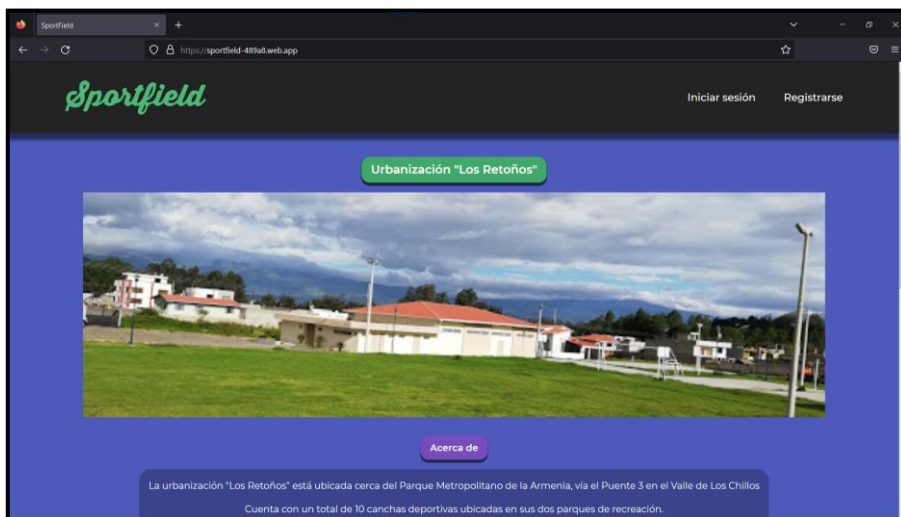 SportField
https://sportfield-489a8.web.app
Sportfield
Iniciar sesión Registrarse
Urbanización "Los Retoños"
Acerca de
La urbanización "Los Retoños" está ubicada cerca del Parque Metropolitano de la Armenia, vía el Puente 3 en el Valle de Los Chillos
Cuenta con un total de 10 canchas deportivas ubicadas en sus dos parques de recreación.